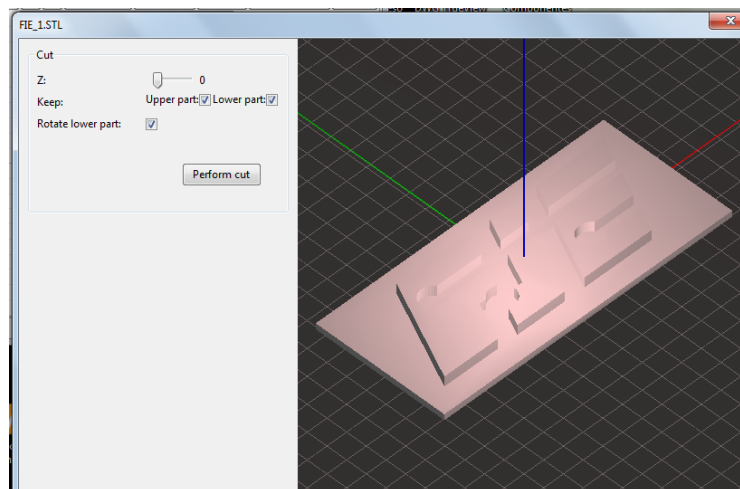 FIE_1.STL
Cut
Z: 0
Keep: Upper part: Lower part:
Rotate lower part:
Perform cut